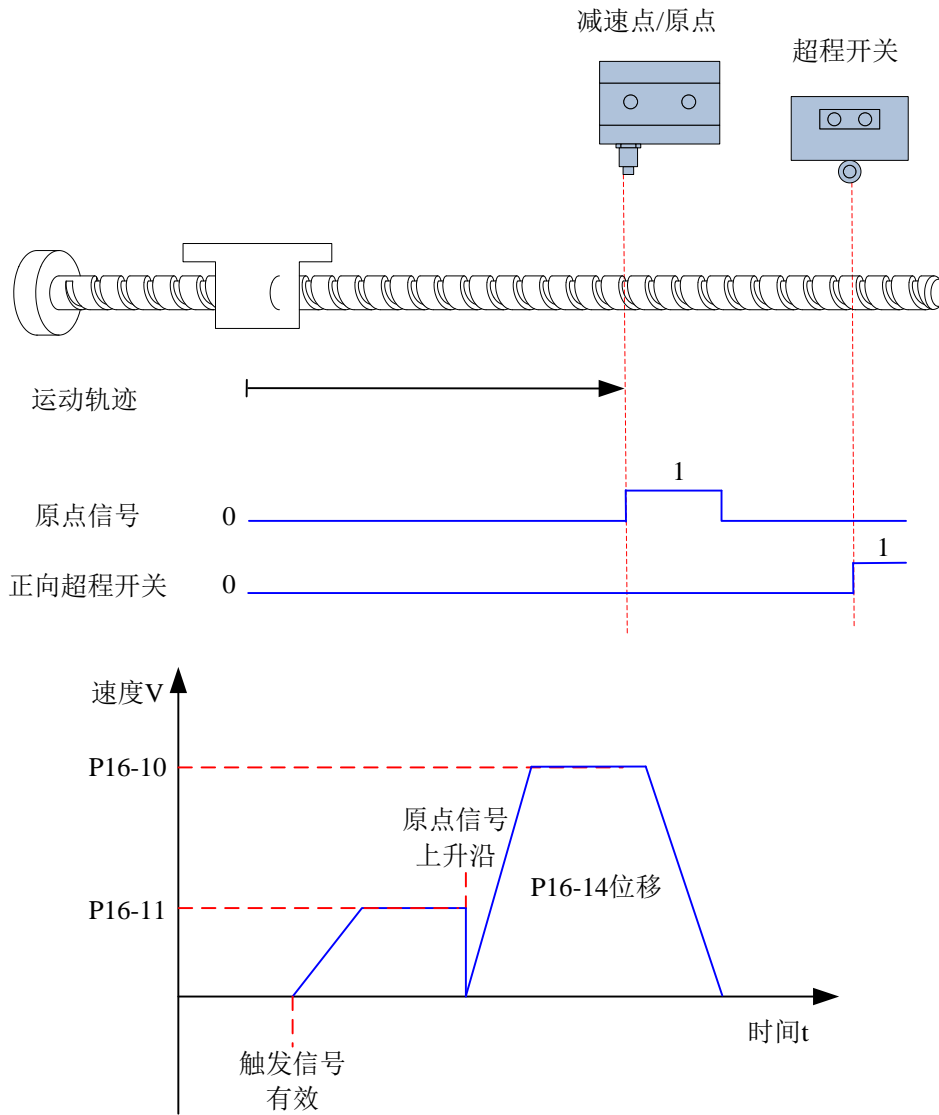 减速点/原点
超程开关
运动轨迹
1
原点信号
0
1
正向超程开关
0
速度V
P16-10
原点信号
上升沿
P16-14位移
P16-11
时间t
触发信号
有效